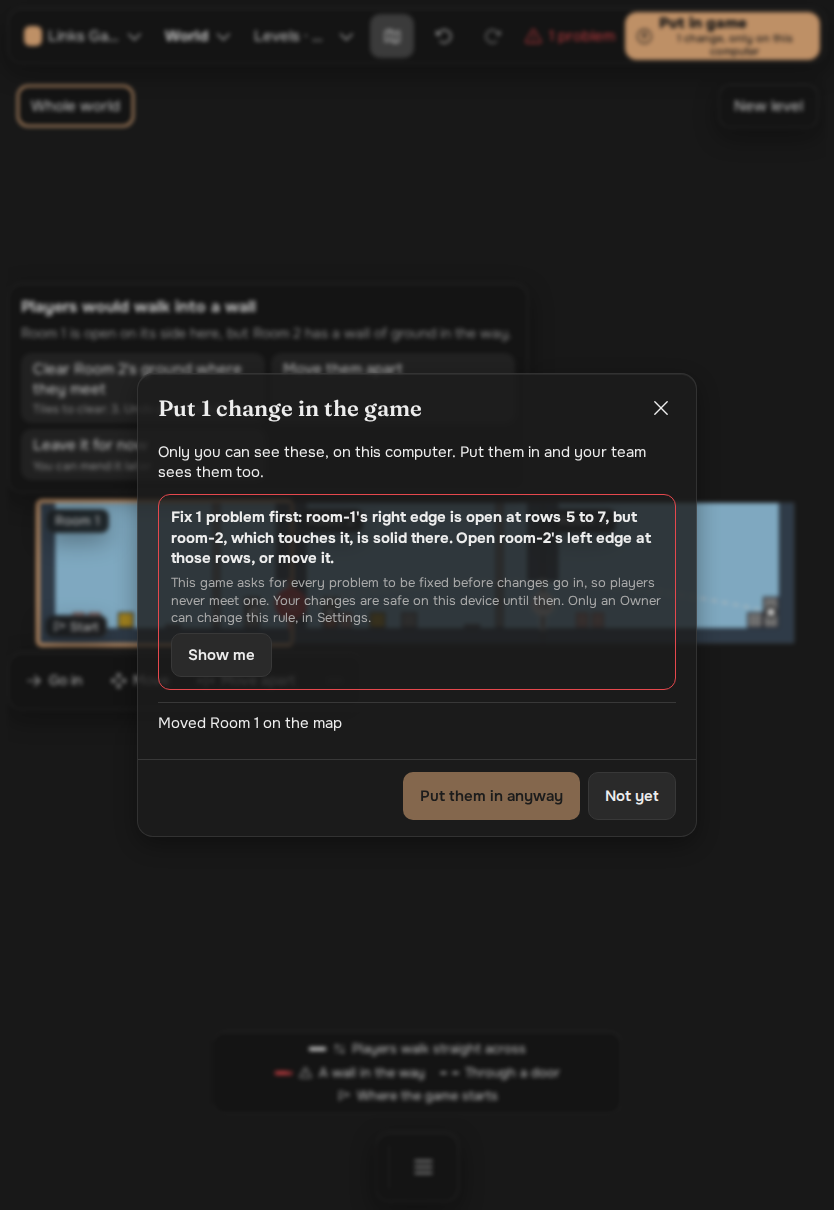 Links Ga...
World
Levels · ...
1 problem
Put in game
1 change, only on this
computer
Whole world
New level
Players would walk into a wall
Room 1 is open on its side here, but Room 2 has a wall of ground in the way.
Clear Room 2's ground where
they meet
Move them apart
Tiles to clear: 3.
Leave it for now
You can mend it
Put 1 change in the game
Only you can see these, on this computer. Put them in and your team
sees them too.
Room 1
Fix 1 problem first: room-1's right edge is open at rows 5 to 7, but
room-2, which touches it, is solid there. Open room-2's left edge at
those rows, or move it.
This game asks for every problem to be fixed before changes go in, so players
never meet one. Your changes are safe on this device until then. Only an Owner
can change this rule, in Settings.
Start
Show me
Go in
Moved Room 1 on the map
Put them in anyway
Not yet
Players walk straight across
A wall in the way
Through a door
Where the game starts